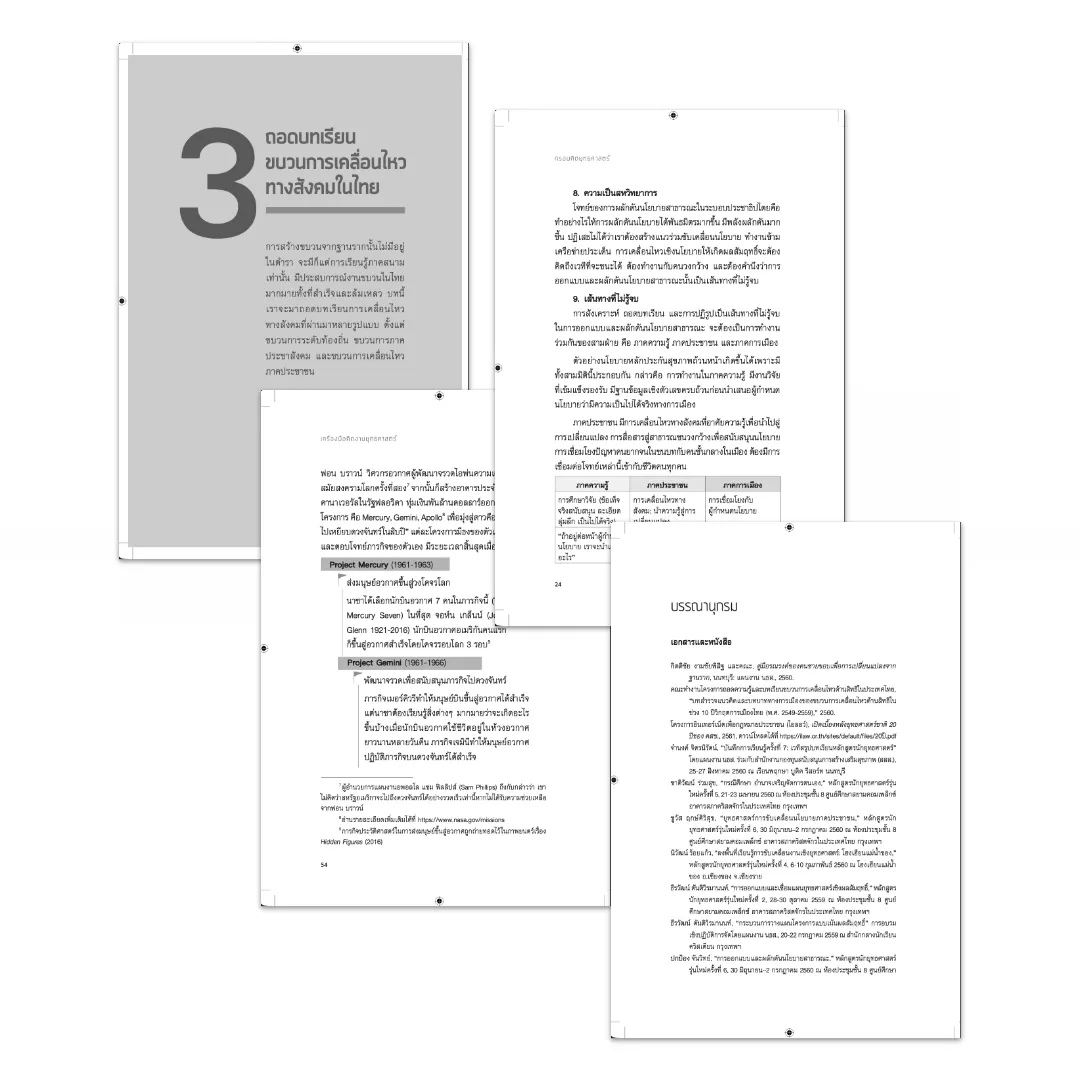 3
ถอดบทเรียน
ขบวนการเคลื่อนไหว
ทางสังคมในไทย
การสร้างขบวนจากฐานรากนั้นไม่มีอยู่
ในตำรา จะมีก็แต่การเรียนรู้ภาคสนาม
เท่านั้น มีประสบการณ์งานขบวนในไทย
มากมายทั้งที่สำเร็จและล้มเหลว บทนี้
เราจะมาถอดบทเรียนการเคลื่อนไหว
ทางสังคมที่ผ่านมาหลายรูปแบบ ตั้งแต่
ขบวนการระดับท้องถิ่น ขบวนการภาค
ประชาสังคม และขบวนการเคลื่อนไหว
ภาคประชาชน
กรอบคิดยุทธศาสตร์
8. ความเป็นสหวิทยาการ
โจทย์ของการผลักดันนโยบายสาธารณะในระบอบประชาธิปไตยคือ
ทำอย่างไรให้การผลักดันนโยบายได้พันธมิตรมากขึ้น มีพลังผลักดันมาก
ขึ้น ปฏิเสธไม่ได้ว่าเราต้องสร้างแนวร่วมขับเคลื่อนนโยบาย ทำงานข้าม
เครือข่ายประเด็น การเคลื่อนไหวเชิงนโยบายให้เกิดผลสัมฤทธิ์จะต้อง
คิดถึงเวทีที่จะชนะได้ ต้องทำงานกับคนวงกว้าง และต้องคำนึงว่าการ
ออกแบบและผลักดันนโยบายสาธารณะนั้นเป็นเส้นทางที่ไม่รู้จบ
9. เส้นทางที่ไม่รู้จบ
การสังเคราะห์ ถอดบทเรียน และการปฏิรูปเป็นเส้นทางที่ไม่รู้จบ
ในการออกแบบและผลักดันนโยบายสาธารณะ จะต้องเป็นการทำงาน
ร่วมกันของสามฝ่าย คือ ภาคความรู้ ภาคประชาชน และภาคการเมือง
ตัวอย่างนโยบายหลักประกันสุขภาพถ้วนหน้าเกิดขึ้นได้เพราะมี
ทั้งสามมิตินี้ประกอบกัน กล่าวคือ การทำงานในภาคความรู้ มีงานวิจัย
ที่เข้มแข็งรองรับ มีฐานข้อมูลเชิงตัวเลขครบถ้วนก่อนนำเสนอผู้กำหนด
นโยบายว่ามีความเป็นไปได้จริงทางการเมือง
ภาคประชาชน มีการเคลื่อนไหวทางสังคมที่อาศัยความรู้เพื่อนำไปสู่
การเปลี่ยนแปลง การสื่อสารสู่สาธารณชนวงกว้างเพื่อสนับสนุนนโยบาย
การเชื่อมโยงปัญหาคนยากจนในชนบทกับคนชั้นกลางในเมือง ต้องมีการ
เชื่อมต่อโจทย์เหล่านี้เข้ากับชีวิตคนทุกคน
ภาคความรู้ ภาคประชาชน ภาคการเมือง
การศึกษาวิจัย (ข้อเท็จ การเคลื่อนไหวทาง การเชื่อมโยงกับ
จริงสนับสนุน ละเอียด สังคม: นำความรู้สู่การ ผู้กำหนดนโยบาย
ลุ่มลึก เป็นไปได้จริง) เปลี่ยนแปลง
"ถ้าอยู่ต่อหน้าผู้กำ
นโยบาย เราจะนำ
อะไร"
24
เครื่องมือคิดงานยุทธศาสตร์
ฟอน บราวน์ วิศวกรอวกาศผู้พัฒนาจรวดไอพ่นความเ
สมัยสงครามโลกครั้งที่สอง⁷ จากนั้นก็สร้างอาคารประจํ
คานาเวอรัลในรัฐฟลอริดา ทุ่มเงินพันล้านดอลลาร์ออก
โครงการ คือ Mercury, Gemini, Apollo⁸ เพื่อมุ่งสู่ดาวคือ
ไปเหยียบดวงจันทร์ในสิบปี" แต่ละโครงการมีธงของตัวเ
และตอบโจทย์ภารกิจของตัวเอง มีระยะเวลาสิ้นสุดเมื่อ
Project Mercury (1961-1963)
ส่งมนุษย์อวกาศขึ้นสู่วงโคจรโลก
นาซาได้เลือกนักบินอวกาศ 7 คนในภารกิจนี้ (
Mercury Seven) ในที่สุด จอห์น เกล็นน์ (J
Glenn 1921-2016) นักบินอวกาศอเมริกันคนแรก
ก็ขึ้นสู่อวกาศสำเร็จโดยโคจรรอบโลก 3 รอบ⁹
Project Gemini (1961-1966)
พัฒนาจรวดเพื่อสนับสนุนภารกิจไปดวงจันทร์
ภารกิจเมอร์คิวรีทำให้มนุษย์บินขึ้นสู่อวกาศได้สำเร็จ
แต่นาซาต้องเรียนรู้สิ่งต่างๆ มากมายว่าจะเกิดอะไร
ขึ้นบ้างเมื่อนักบินอวกาศใช้ชีวิตอยู่ในห้วงอวกาศ
ยาวนานหลายวันคืน ภารกิจเจมินีทำให้มนุษย์อวกาศ
ปฏิบัติภารกิจบนดวงจันทร์ได้สำเร็จ
⁷ผู้อำนวยการแผนงานอพอลโล แซม ฟิลลิปส์ (Sam Phillips) ถึงกับกล่าวว่า เขา
ไม่คิดว่าสหรัฐอเมริกาจะไปถึงดวงจันทร์ได้อย่างรวดเร็วเท่านี้หากไม่ได้รับความช่วยเหลือ
จากฟอน บราวน์
⁸อ่านรายละเอียดเพิ่มเติมได้ที่ https://www.nasa.gov/missions
⁹ภารกิจประวัติศาสตร์ในการส่งมนุษย์ขึ้นสู่อวกาศถูกถ่ายทอดไว้ในภาพยนตร์เรื่อง
Hidden Figures (2016)
54
บรรณานุกรม
เอกสารและหนังสือ
กิตติชัย งามชัยพิสิฐ และคณะ, คู่มือรณรงค์ของคนชายขอบเพื่อการเปลี่ยนแปลงจาก
ฐานราก, นนทบุรี: แผนงาน นธส., 2560.
คณะทำงานโครงการถอดความรู้และบทเรียนขบวนการเคลื่อนไหวด้านสิทธิในประเทศไทย,
"บทสำรวจแนวคิดและบทบาททางการเมืองของขบวนการเคลื่อนไหวด้านสิทธิใน
ช่วง 10 ปีวิกฤตการเมืองไทย (พ.ศ. 2549-2559)," 2560.
โครงการอินเทอร์เน็ตเพื่อกฎหมายประชาชน (ไอลอว์), เปิดเบื้องหลังยุทธศาสตร์ชาติ 20
ปีของ คสช., 2561, ดาวน์โหลดได้ที่ https://ilaw.or.th/sites/default/files/20ปี.pdf
จำนงค์ จิตรนิรัตน์, "บันทึกการเรียนรู้ครั้งที่ 7: เวทีสรุปบทเรียนหลักสูตรนักยุทธศาสตร์"
โดยแผนงาน นธส. ร่วมกับสำนักงานกองทุนสนับสนุนการสร้างเสริมสุขภาพ (สสส.),
25-27 สิงหาคม 2560 ณ เรือนพฤกษา บูติค รีสอร์ท นนทบุรี
ชาติวัฒน์ ร่วมสุข, "กรณีศึกษา อำนาจเจริญจัดการตนเอง," หลักสูตรนักยุทธศาสตร์รุ่น
ใหม่ครั้งที่ 5, 21-23 เมษายน 2560 ณ ห้องประชุมชั้น 8 ศูนย์ศึกษาสยามคอมเพล็กซ์
อาคารสภาคริสตจักรในประเทศไทย กรุงเทพฯ
ชูวัส ฤกษ์ศิริสุข, "ยุทธศาสตร์การขับเคลื่อนนโยบายภาคประชาชน," หลักสูตรนัก
ยุทธศาสตร์รุ่นใหม่ครั้งที่ 6, 30 มิถุนายน–2 กรกฎาคม 2560 ณ ห้องประชุมชั้น 8
ศูนย์ศึกษาสยามคอมเพล็กซ์ อาคารสภาคริสตจักรในประเทศไทย กรุงเทพฯ
นิวัฒน์ ร้อยแก้ว, "ลงพื้นที่เรียนรู้การขับเคลื่อนงานเชิงยุทธศาสตร์: โฮงเฮียนแม่น้ำของ,"
หลักสูตรนักยุทธศาสตร์รุ่นใหม่ครั้งที่ 4, 6-10 กุมภาพันธ์ 2560 ณ โฮงเฮียนแม่น้ำ
ของ อ.เชียงของ จ.เชียงราย
ธีรวัฒน์ ตันติวิรมานนท์, "การออกแบบและเชื่อมแผนยุทธศาสตร์เชิงผลสัมฤทธิ์," หลักสูตร
นักยุทธศาสตร์รุ่นใหม่ครั้งที่ 2, 28-30 ตุลาคม 2559 ณ ห้องประชุมชั้น 8 ศูนย์
ศึกษาสยามคอมเพล็กซ์ อาคารสภาคริสตจักรในประเทศไทย กรุงเทพฯ
ธีรวัฒน์ ตันติวิรมานนท์, "กระบวนการวางแผนโครงการแบบเน้นผลสัมฤทธิ์" การอบรม
เชิงปฏิบัติการจัดโดยแผนงาน นธส., 20-22 กรกฎาคม 2559 ณ สำนักกลางนักเรียน
คริสเตียน กรุงเทพฯ
ปกป้อง จันวิทย์, "การออกแบบและผลักดันนโยบายสาธารณะ," หลักสูตรนักยุทธศาสตร์
รุ่นใหม่ครั้งที่ 6, 30 มิถุนายน–2 กรกฎาคม 2560 ณ ห้องประชุมชั้น 8 ศูนย์ศึกษา